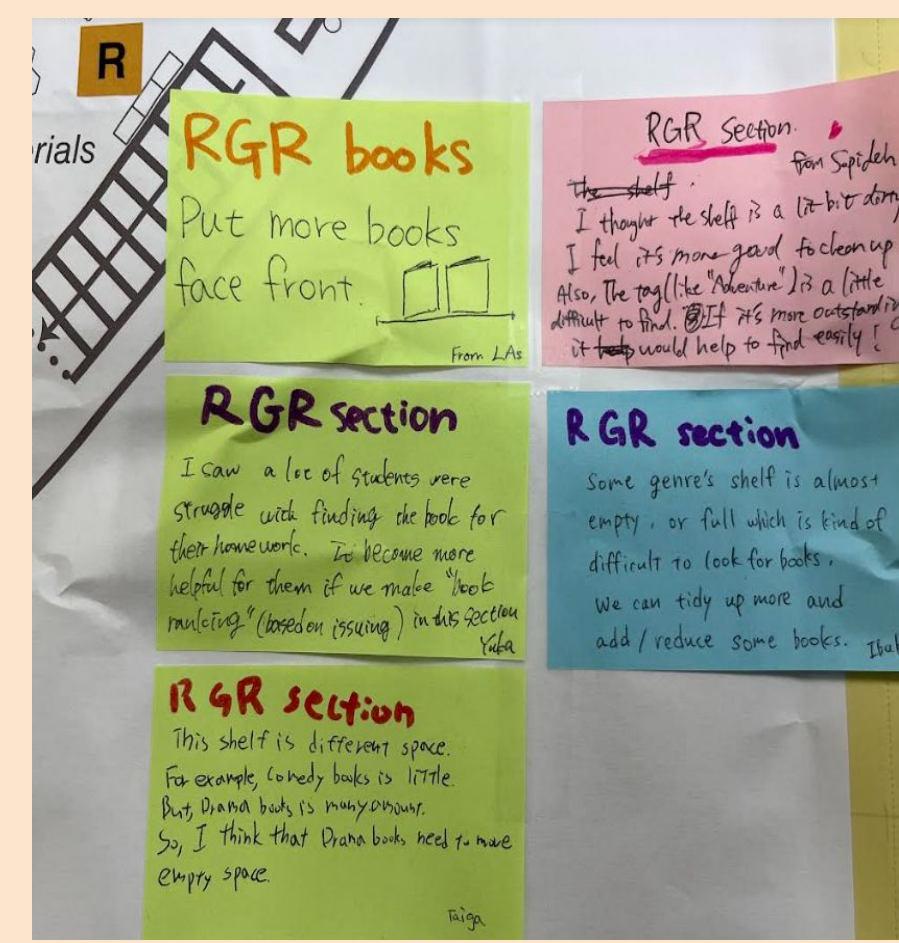 R
rials
RGR books
Put more books
face front.
From LAs
RGR Section.
from Sapideh
The shelf.
I thought the shelf is a lit bit dirty
I feel it's more good to clean up
Also, The tag(like "Adventure") is a little
difficult to find. If it's more outstandin
it help would help to find easily!
RGR section
I saw a lot of students were
struggle with finding the book for
their homework. It become more
helpful for them if we make "book
ranking" (based on issuing) in this section
Yuka
RGR section
Some genre's shelf is almost
empty, or full which is kind of
difficult to look for books.
We can tidy up more and
add / reduce some books.
RGR section
This shelf is different space.
For example, Comedy books is little.
But, Drama books is many amount.
So, I think that Drama books need to move
empty space.
Taiga